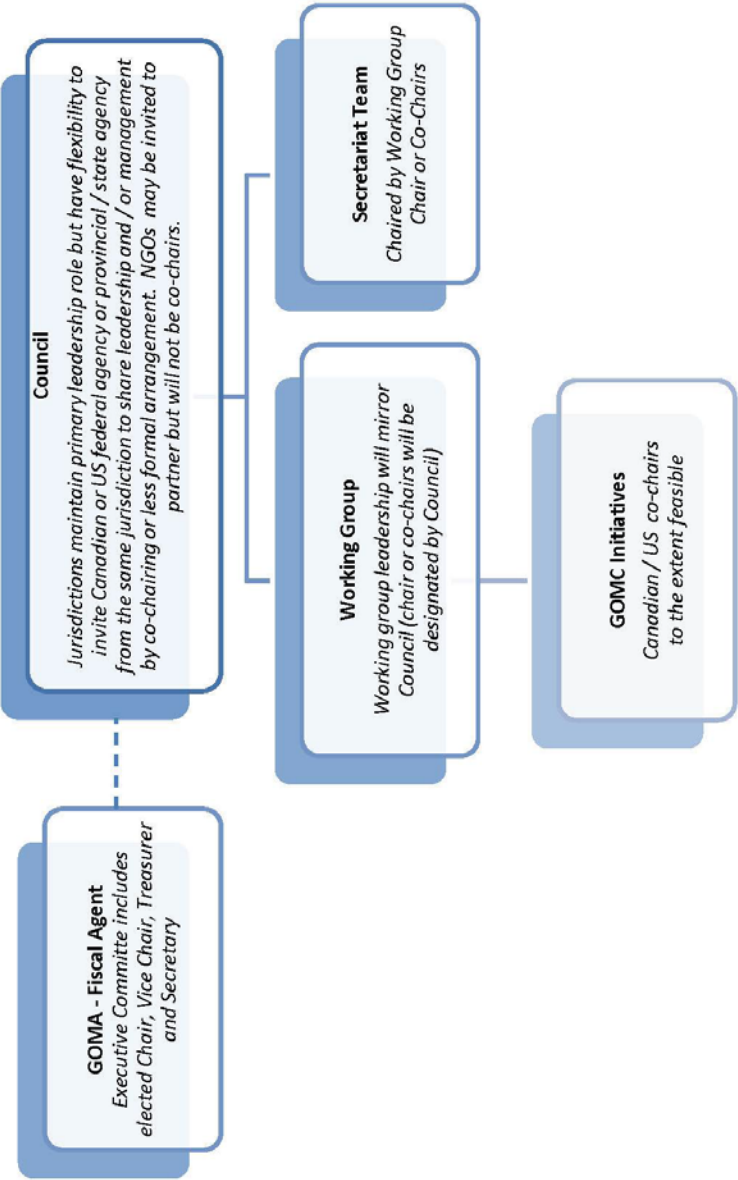 Council
Jurisdictions maintain primary leadership role but have flexibility to
invite Canadian or US federal agency or provincial / state agency
from the same jurisdiction to share leadership and / or management
by co-chairing or less formal arrangement. NGOs may be invited to
partner but will not be co-chairs.
GOMA - Fiscal Agent
Executive Committe includes
elected Chair, Vice Chair, Treasurer
and Secretary
Working Group
Working group leadership will mirror
Council (chair or co-chairs will be
designated by Council)
Secretariat Team
Chaired by Working Group
Chair or Co-Chairs
GOMC Initiatives
Canadian / US co-chairs
to the extent feasible